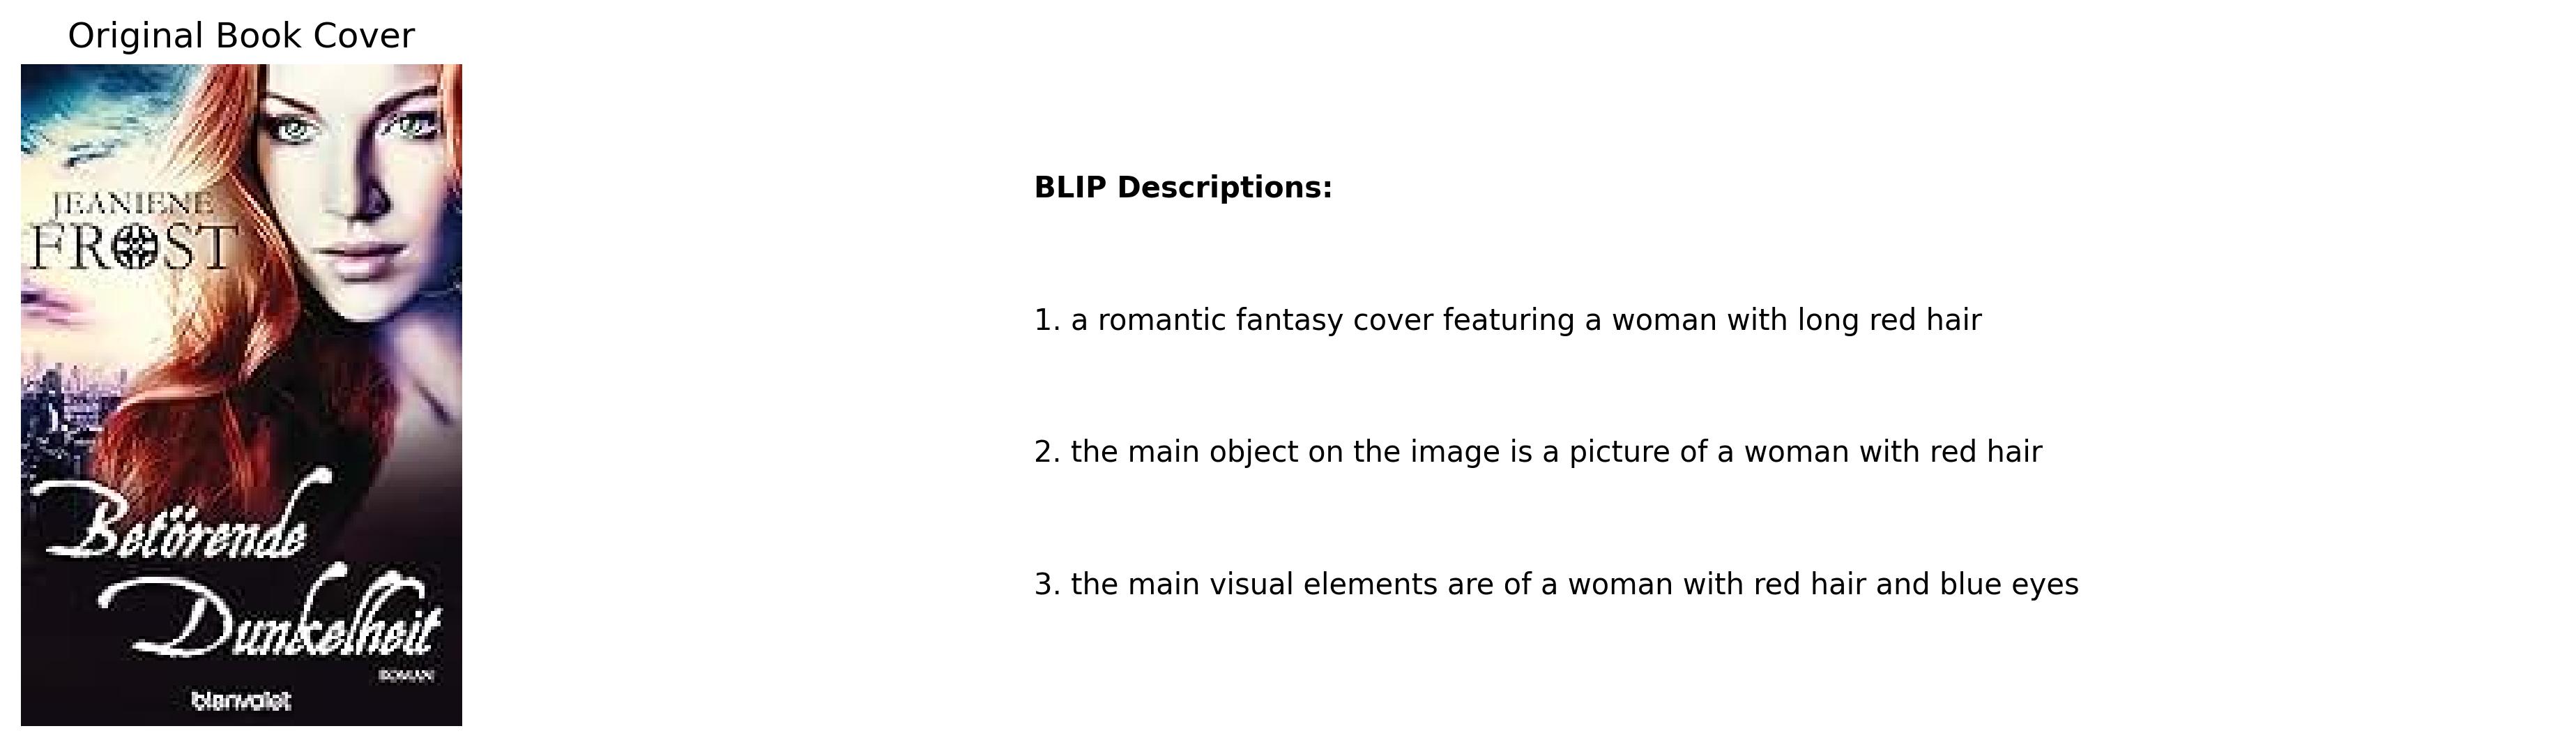 Original Book Cover
JEANIENE
FROST
Betörende
Dunkelheit
ROMAN
blanvalet
BLIP Descriptions:
1. a romantic fantasy cover featuring a woman with long red hair
2. the main object on the image is a picture of a woman with red hair
3. the main visual elements are of a woman with red hair and blue eyes